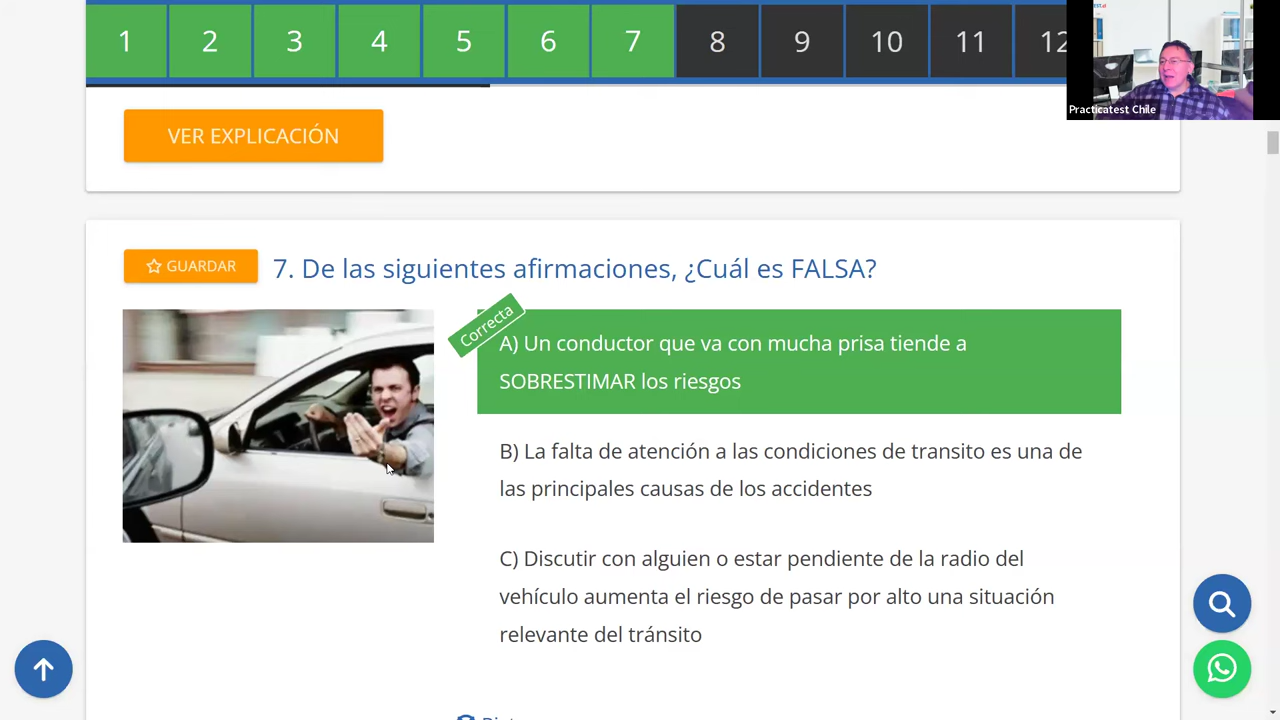 1 2 3 4 5 6 7 8 9 10 11 12
Practicatest Chile
VER EXPLICACIÓN
GUARDAR
7. De las siguientes afirmaciones, ¿Cuál es FALSA?
Correcta
A) Un conductor que va con mucha prisa tiende a
SOBRESTIMAR los riesgos
B) La falta de atención a las condiciones de transito es una de
las principales causas de los accidentes
C) Discutir con alguien o estar pendiente de la radio del
vehículo aumenta el riesgo de pasar por alto una situación
relevante del tránsito